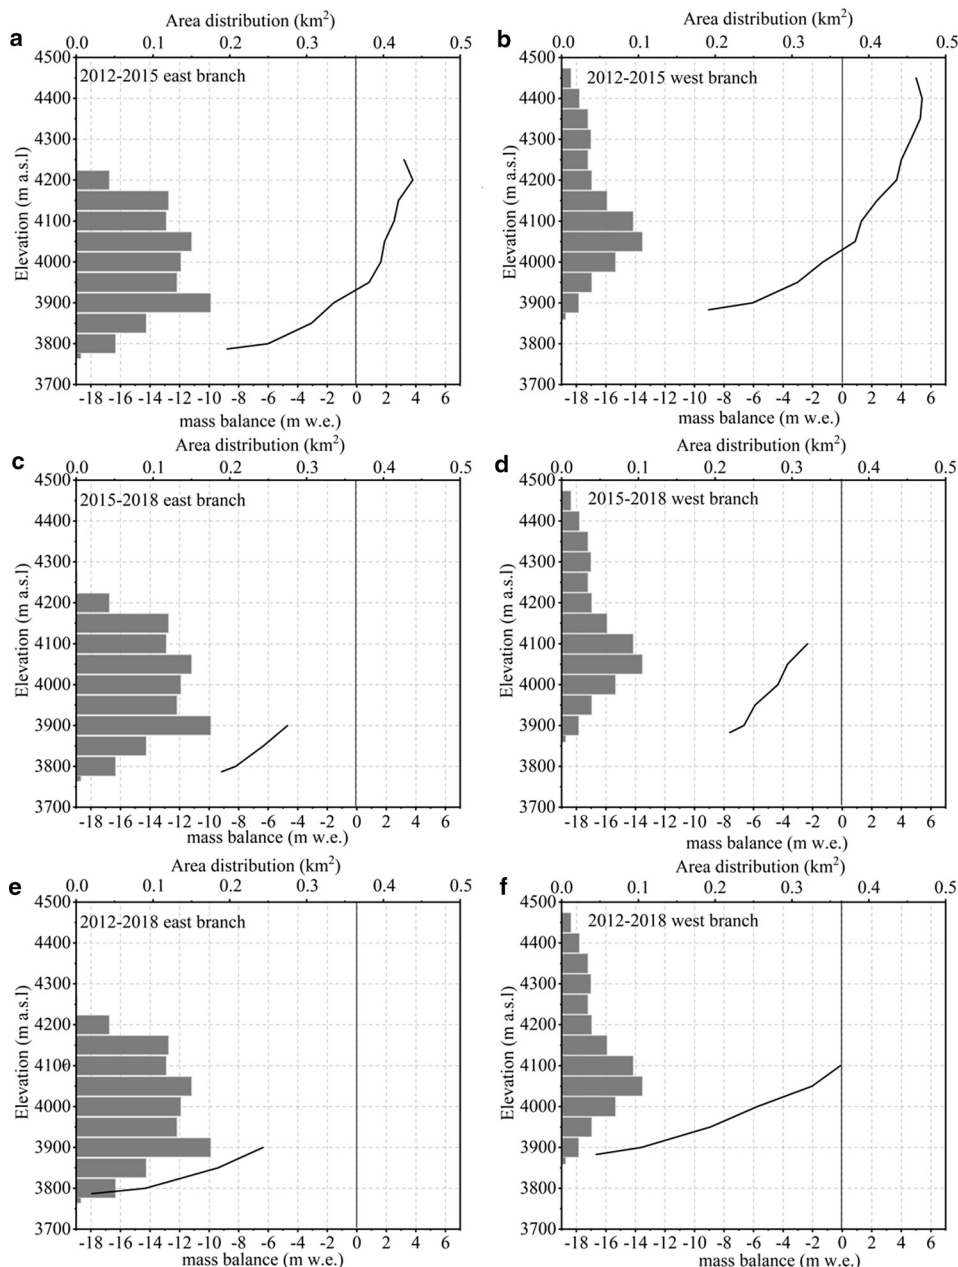 Area distribution (km2) Area distribution (km2)
a 0.0 0.1 0.2 0.3 0.4 0.5 b 0.0 0.1 0.2 0.3 0.4 0.5
4500 4500
2012-2015 east branch 2012-2015 west branch
4400 4400
4300 4300
4200 4200
4100 4100
4000 4000
3900 3900
3800 3800
3700 3700
Elevation (m a.s.l) Elevation (m a.s.l)
-18 -16 -14 -12 -10 -8 -6 -4 -2 0 2 4 6 -18 -16 -14 -12 -10 -8 -6 -4 -2 0 2 4 6
mass balance (m w.e.) mass balance (m w.e.)
Area distribution (km2) Area distribution (km2)
c 0.0 0.1 0.2 0.3 0.4 0.5 d 0.0 0.1 0.2 0.3 0.4 0.5
4500 4500
2015-2018 east branch 2015-2018 west branch
4400 4400
4300 4300
4200 4200
4100 4100
4000 4000
3900 3900
3800 3800
3700 3700
Elevation (m a.s.l) Elevation (m a.s.l)
-18 -16 -14 -12 -10 -8 -6 -4 -2 0 2 4 6 -18 -16 -14 -12 -10 -8 -6 -4 -2 0 2 4 6
mass balance (m w.e.) mass balance (m w.e.)
Area distribution (km2) Area distribution (km2)
e 0.0 0.1 0.2 0.3 0.4 0.5 f 0.0 0.1 0.2 0.3 0.4 0.5
4500 4500
2012-2018 east branch 2012-2018 west branch
4400 4400
4300 4300
4200 4200
4100 4100
4000 4000
3900 3900
3800 3800
3700 3700
Elevation (m a.s.l) Elevation (m a.s.l)
-18 -16 -14 -12 -10 -8 -6 -4 -2 0 2 4 6 -18 -16 -14 -12 -10 -8 -6 -4 -2 0 2 4 6
mass balance (m w.e.) mass balance (m w.e.)